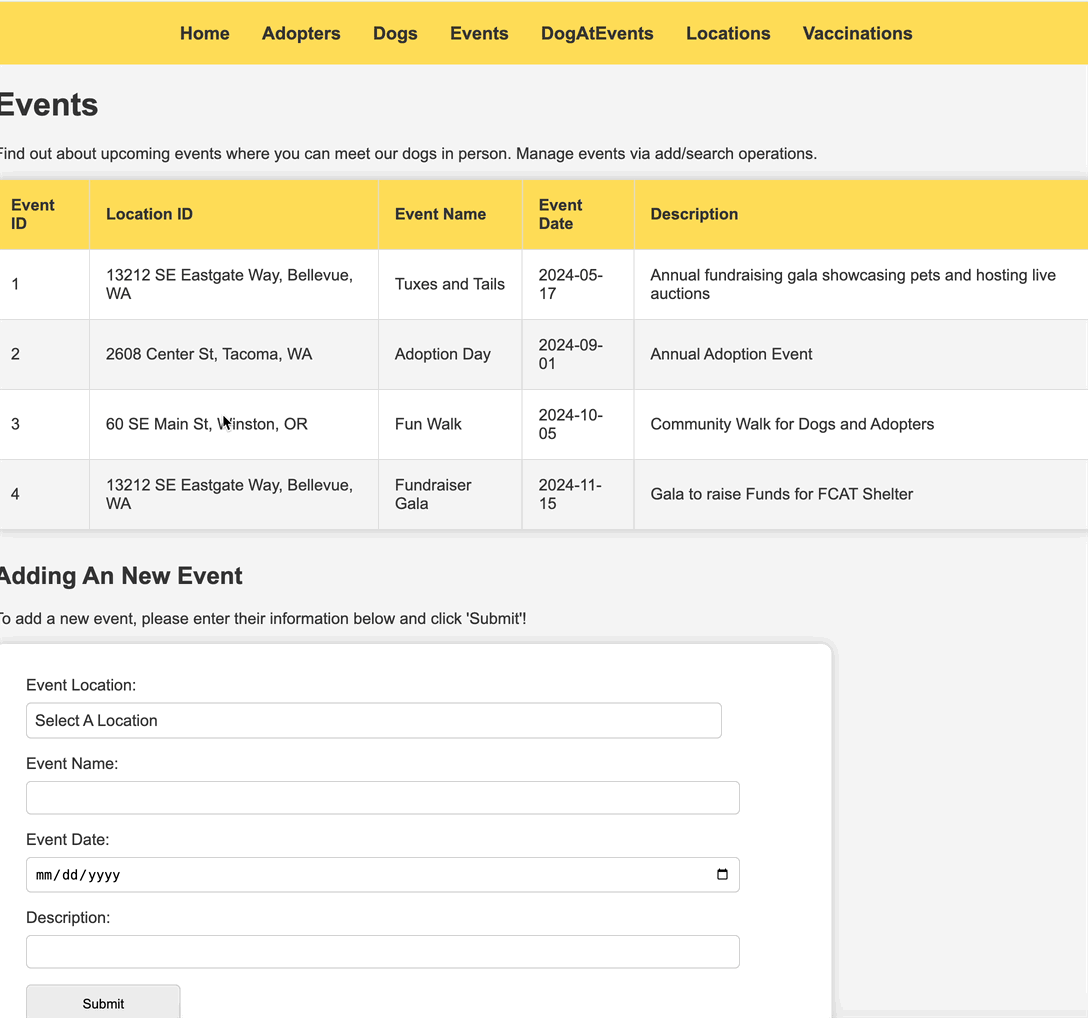 Home Adopters Dogs Events DogAtEvents Locations Vaccinations
Events
Find out about upcoming events where you can meet our dogs in person. Manage events via add/search operations.
Event ID Location ID Event Name Event Date Description
1 13212 SE Eastgate Way, Bellevue, WA Tuxes and Tails 2024-05-17 Annual fundraising gala showcasing pets and hosting live auctions
2 2608 Center St, Tacoma, WA Adoption Day 2024-09-01 Annual Adoption Event
3 60 SE Main St, Winston, OR Fun Walk 2024-10-05 Community Walk for Dogs and Adopters
4 13212 SE Eastgate Way, Bellevue, WA Fundraiser Gala 2024-11-15 Gala to raise Funds for FCAT Shelter
Adding An New Event
To add a new event, please enter their information below and click 'Submit'!
Event Location:
Select A Location
Event Name:
Event Date:
mm/dd/yyyy
Description:
Submit